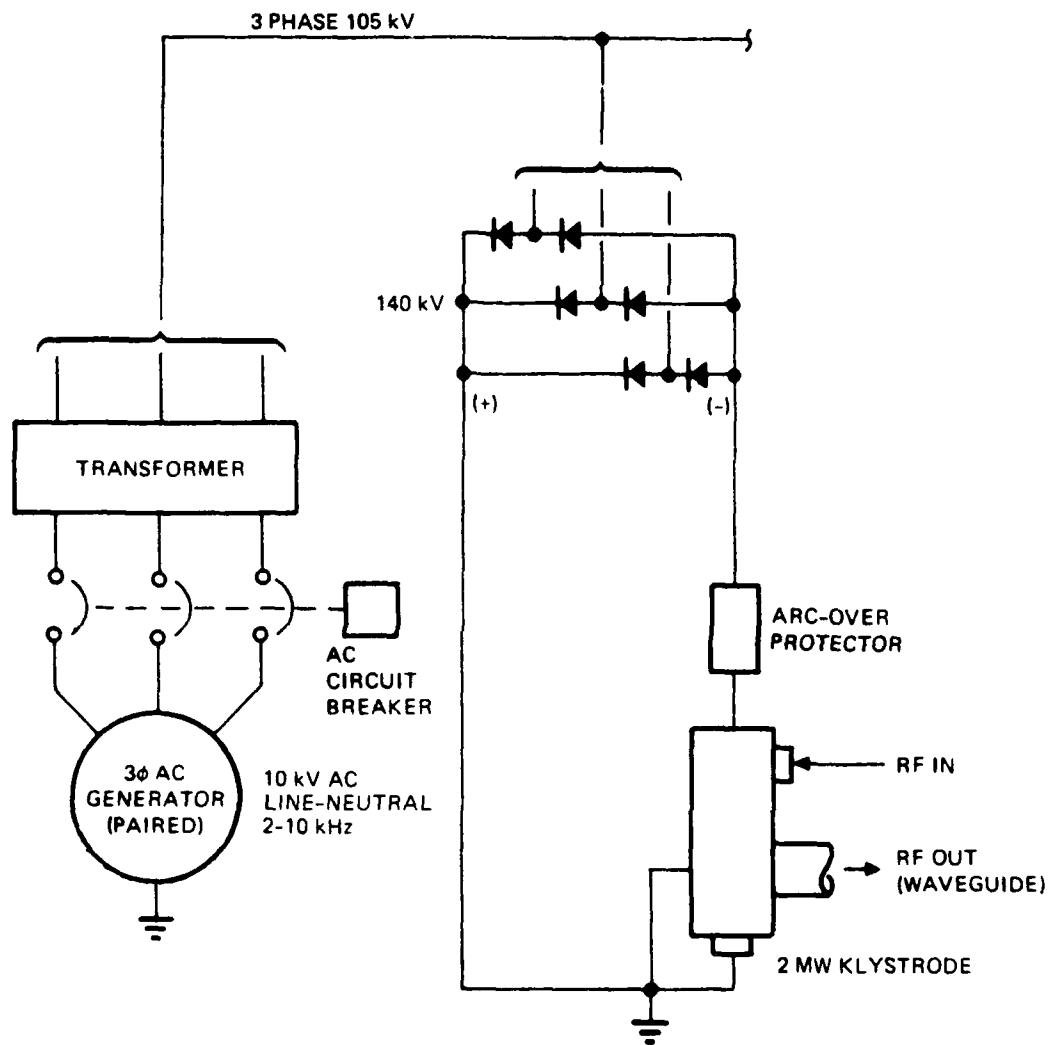 3 PHASE 105 kV
140 kV
(+)
(-)
TRANSFORMER
AC
CIRCUIT
BREAKER
ARC-OVER
PROTECTOR
3ϕ AC
GENERATOR
(PAIRED)
10 kV AC
LINE-NEUTRAL
2-10 kHz
RF IN
RF OUT
(WAVEGUIDE)
2 MW KLYSTRODE